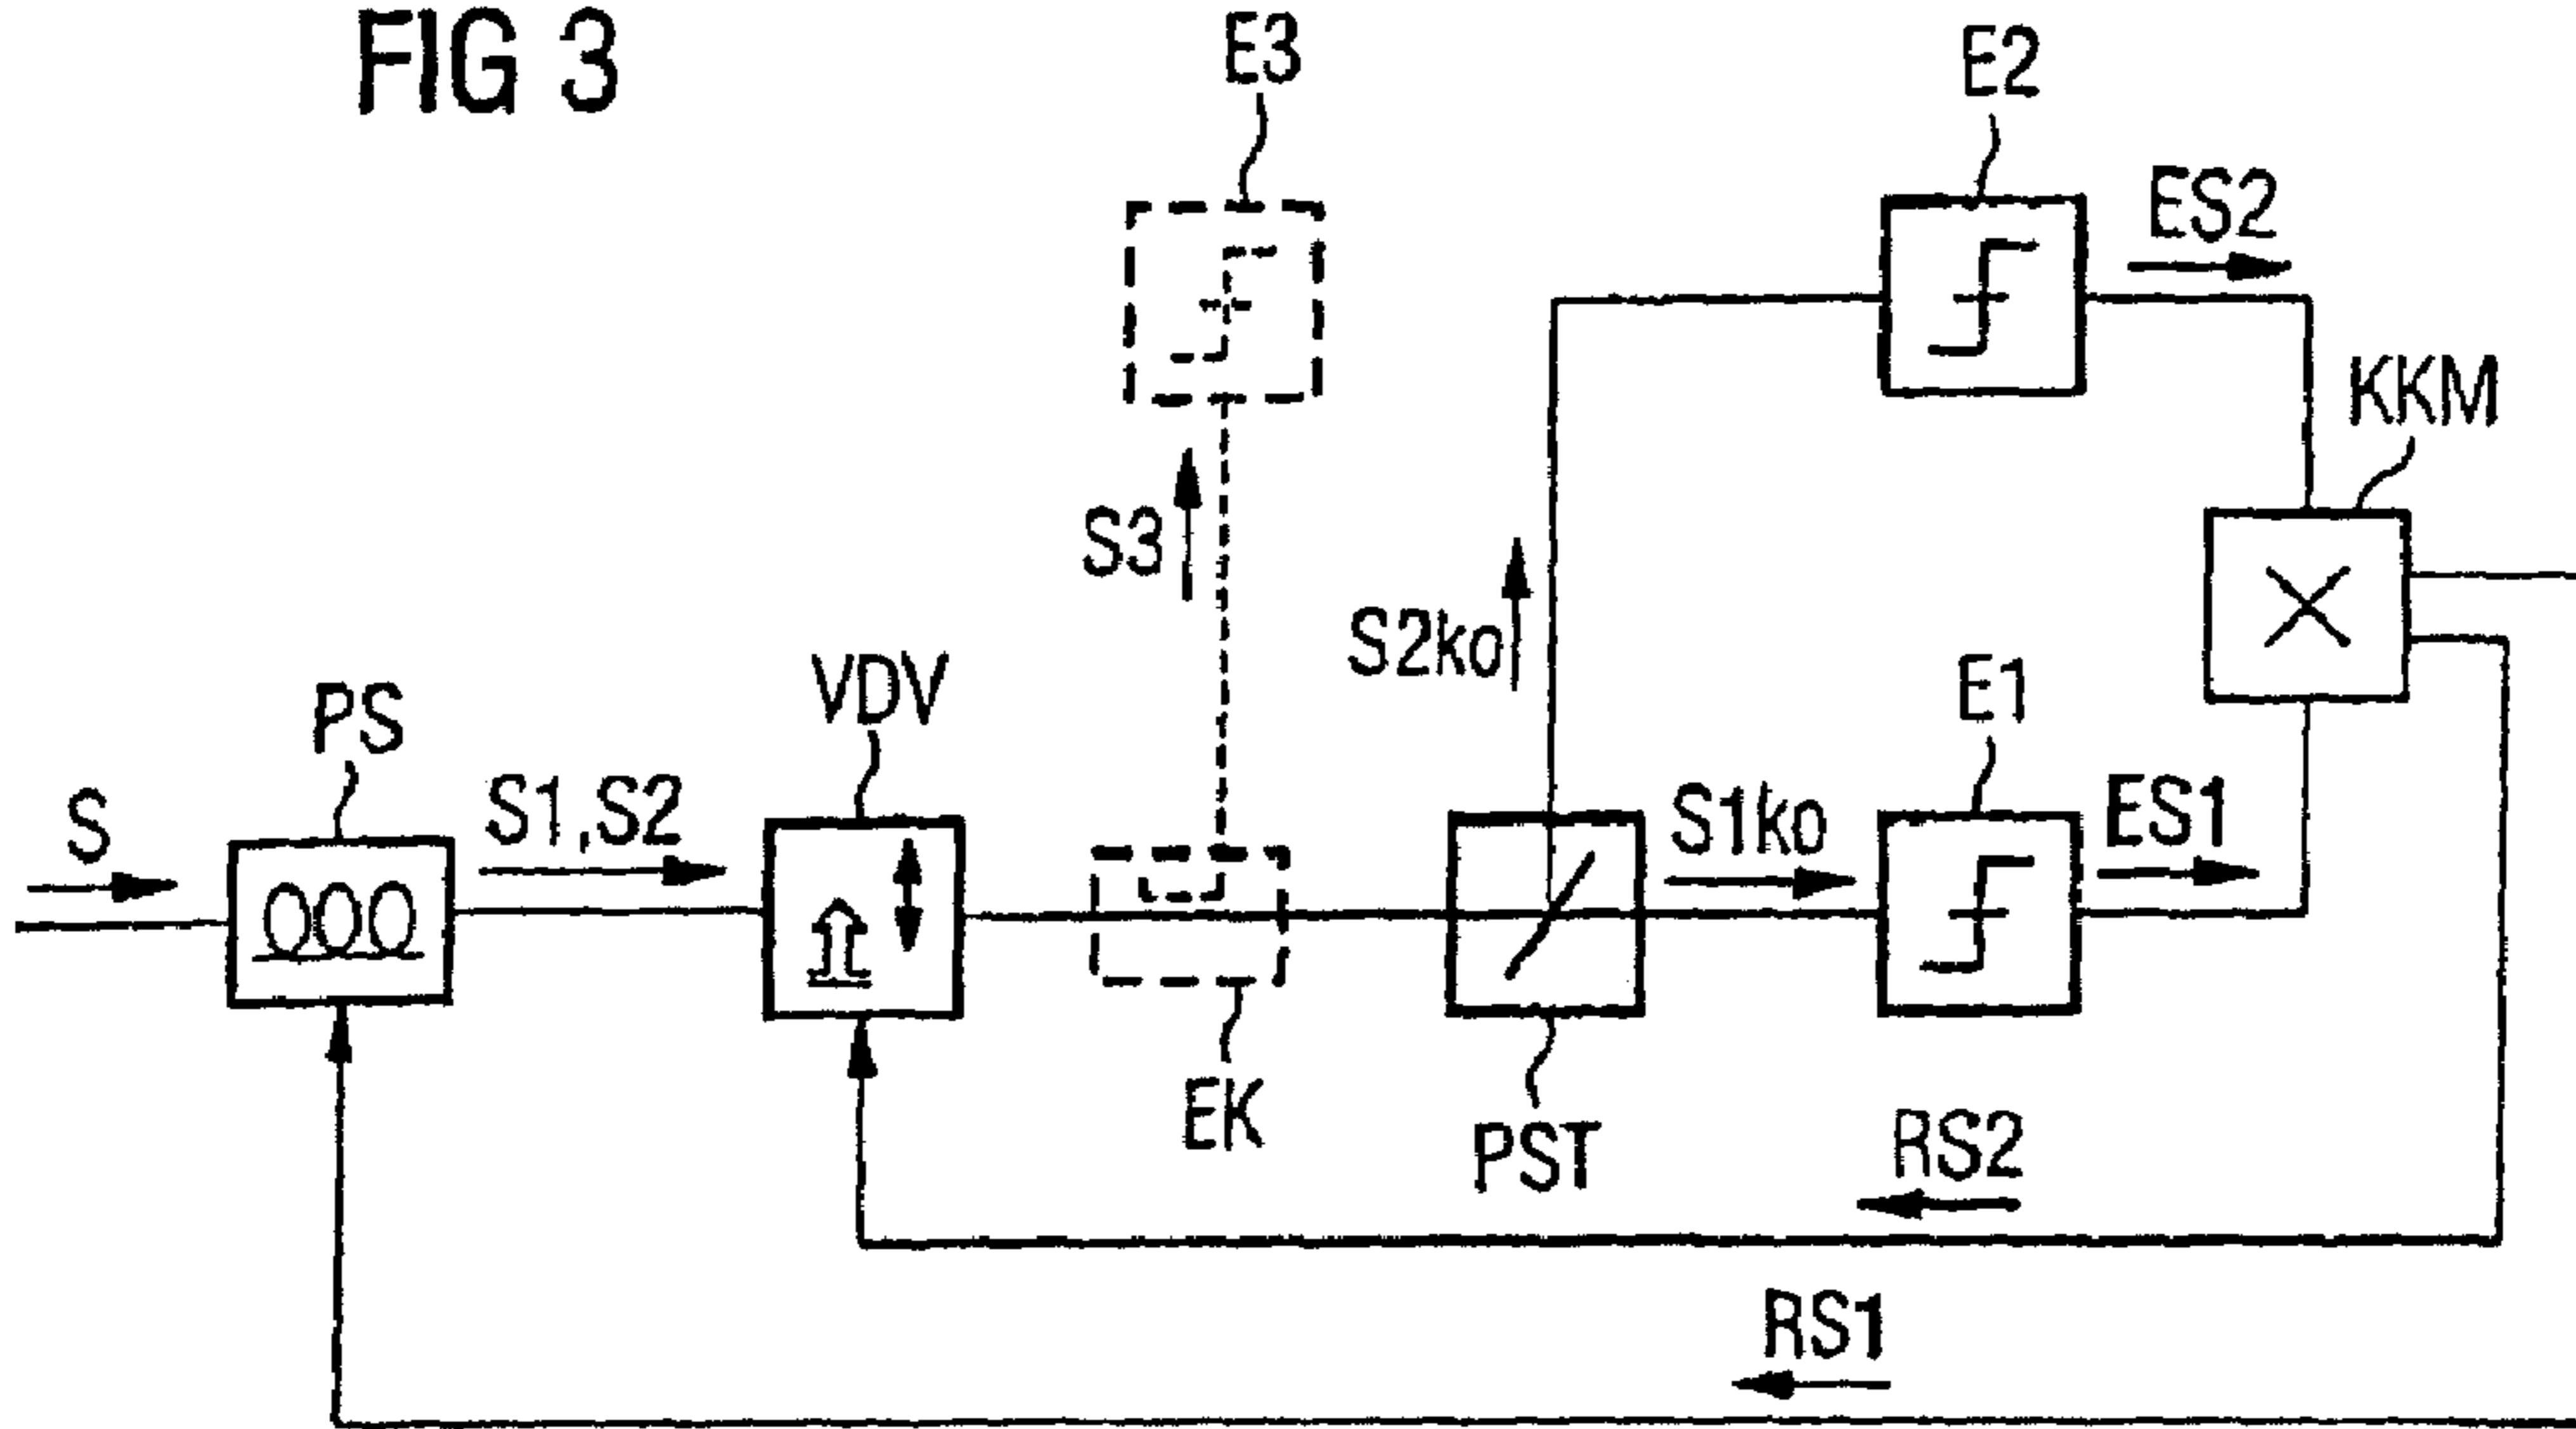 FIG 3
E3
E2
ES2
KKM
S3
S2ko
E1
PS
VDV
S
S1,S2
S1ko
ES1
EK
PST
RS2
RS1